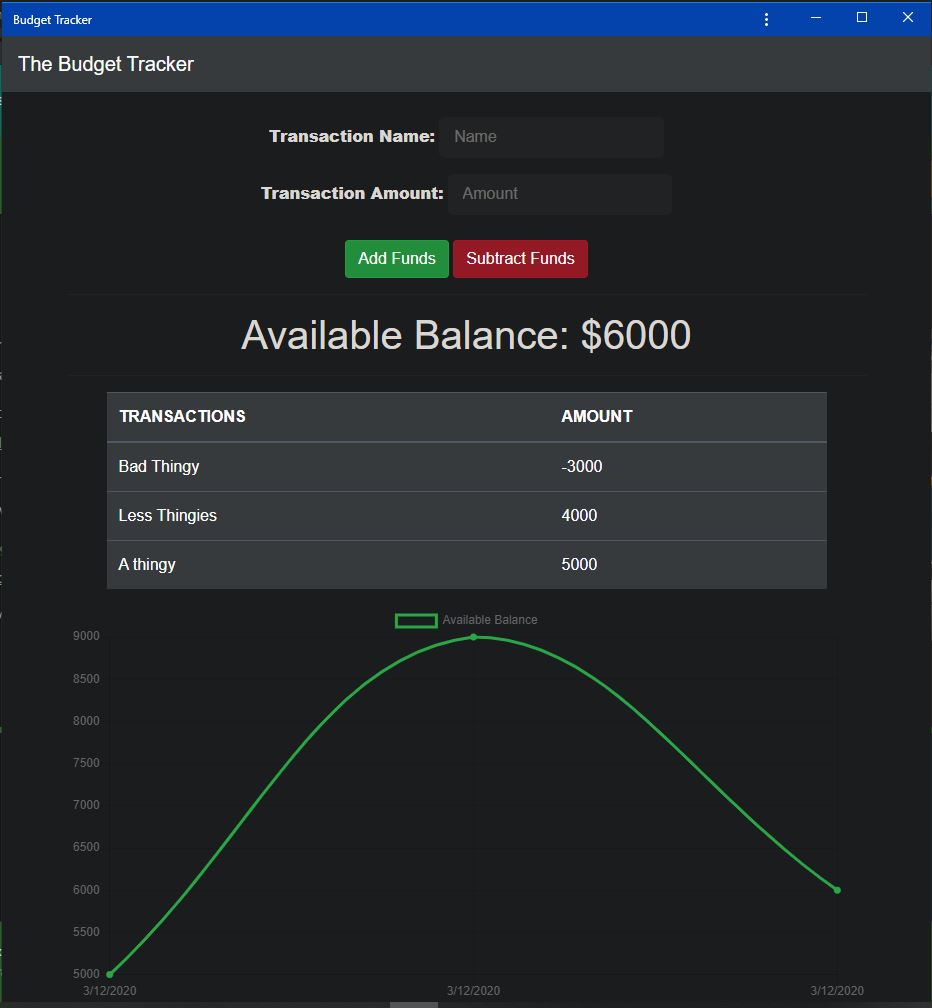 Budget Tracker
The Budget Tracker
Transaction Name: Name
Transaction Amount: Amount
Add Funds Subtract Funds
Available Balance: $6000
TRANSACTIONS AMOUNT
Bad Thingy -3000
Less Thingies 4000
A thingy 5000
Available Balance
9000
8500
8000
7500
7000
6500
6000
5500
5000
3/12/2020 3/12/2020 3/12/2020